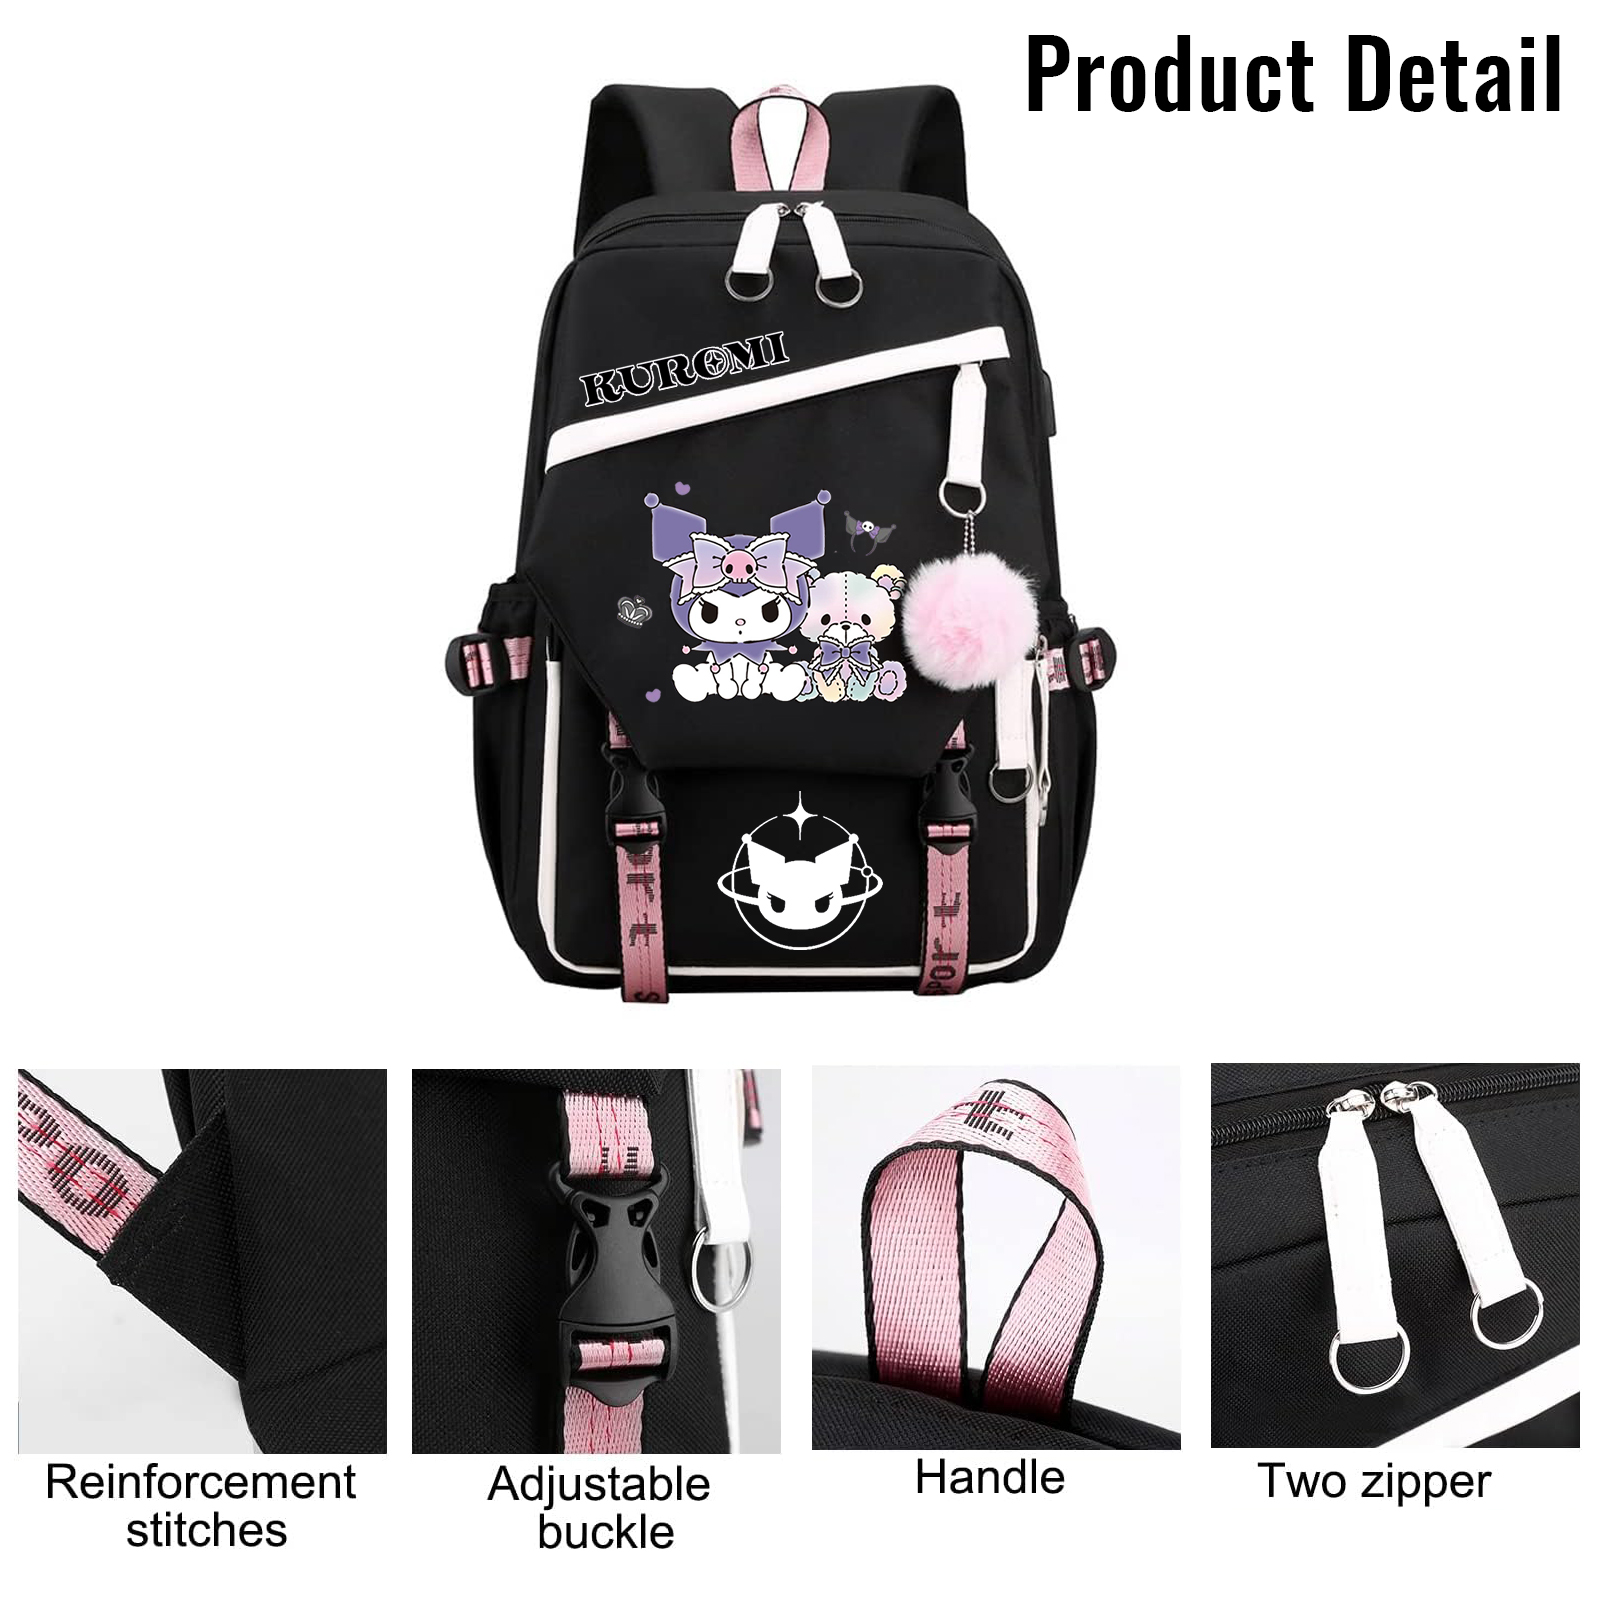 Product Detail
KUROMI
Reinforcement
stitches
Adjustable
buckle
Handle
Two zipper